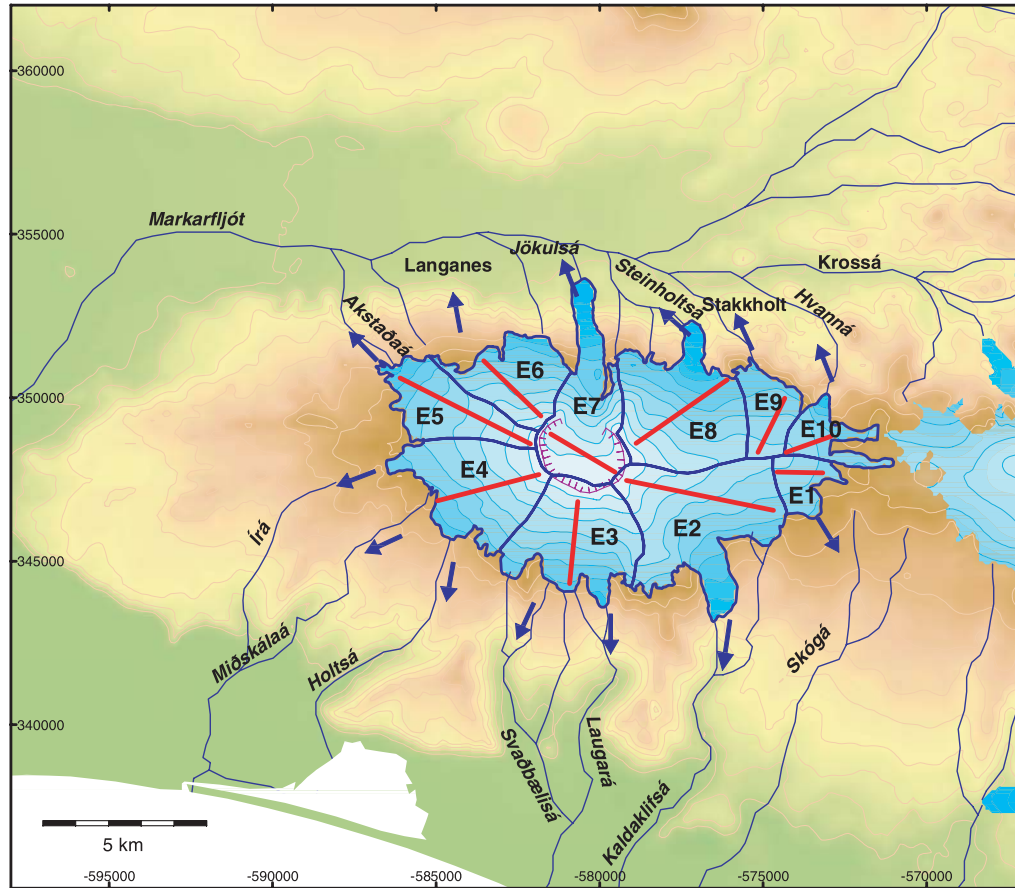 360000
355000
350000
345000
340000
Markarfljót
Jökulsá
Langanes
Steinholtsá
Krossá
Stakkholt
Hvanná
Akstaðaá
E6
E7
E9
E5
E8
E10
E4
E1
E2
E3
Írá
Miðskálaá
Holtsá
Skógá
Svaðbælisá
Laugará
Kaldaklifsá
5 km
-595000
-590000
-585000
-580000
-575000
-570000